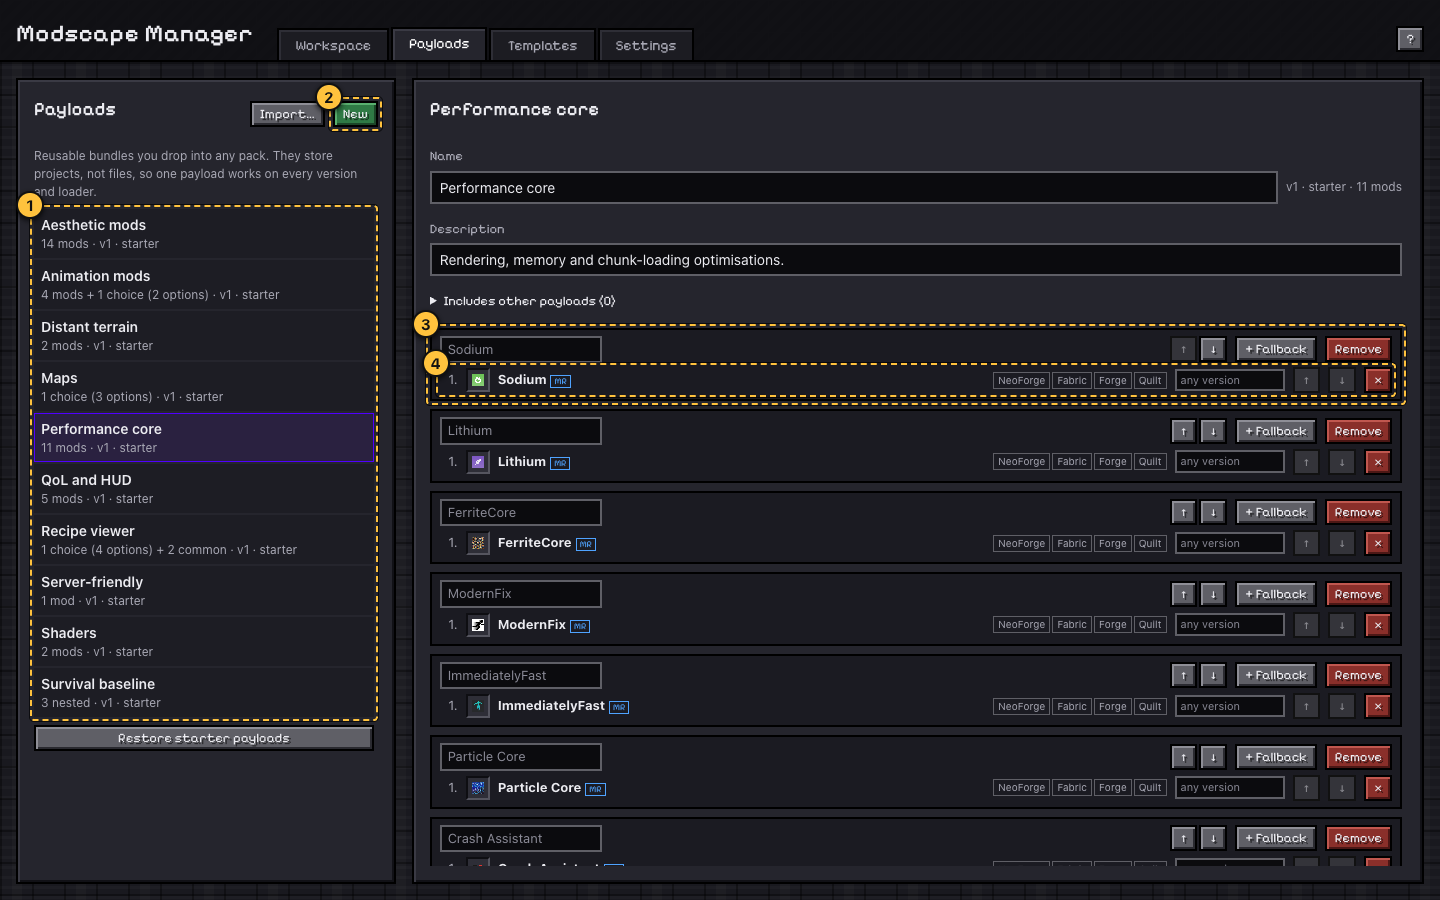 Modscape Manager
Workspace
Payloads
Templates
Settings
?
Payloads
Import...
2
New
Reusable bundles you drop into any pack. They store
projects, not files, so one payload works on every version
and loader.
1
Aesthetic mods
14 mods · v1 · starter
Animation mods
4 mods + 1 choice (2 options) · v1 · starter
Distant terrain
2 mods · v1 · starter
Maps
1 choice (3 options) · v1 · starter
Performance core
11 mods · v1 · starter
QoL and HUD
5 mods · v1 · starter
Recipe viewer
1 choice (4 options) + 2 common · v1 · starter
Server-friendly
1 mod · v1 · starter
Shaders
2 mods · v1 · starter
Survival baseline
3 nested · v1 · starter
Restore starter payloads
Performance core
Name
Performance core
v1 · starter · 11 mods
Description
Rendering, memory and chunk-loading optimisations.
▶ Includes other payloads (0)
3
Sodium ↑ ↓ + Fallback Remove
4
1. Sodium MR NeoForge Fabric Forge Quilt any version ↑ ↓ ×
Lithium ↑ ↓ + Fallback Remove
1. Lithium MR NeoForge Fabric Forge Quilt any version ↑ ↓ ×
FerriteCore ↑ ↓ + Fallback Remove
1. FerriteCore MR NeoForge Fabric Forge Quilt any version ↑ ↓ ×
ModernFix ↑ ↓ + Fallback Remove
1. ModernFix MR NeoForge Fabric Forge Quilt any version ↑ ↓ ×
ImmediatelyFast ↑ ↓ + Fallback Remove
1. ImmediatelyFast MR NeoForge Fabric Forge Quilt any version ↑ ↓ ×
Particle Core ↑ ↓ + Fallback Remove
1. Particle Core MR NeoForge Fabric Forge Quilt any version ↑ ↓ ×
Crash Assistant ↑ ↓ + Fallback Remove